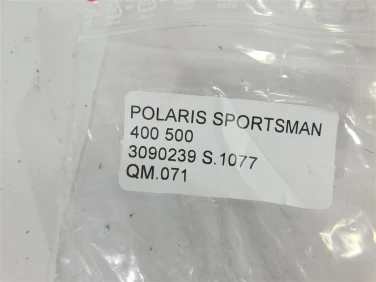 POLARIS SPORTSMAN
400 500
3090239 S.1077
QM.071